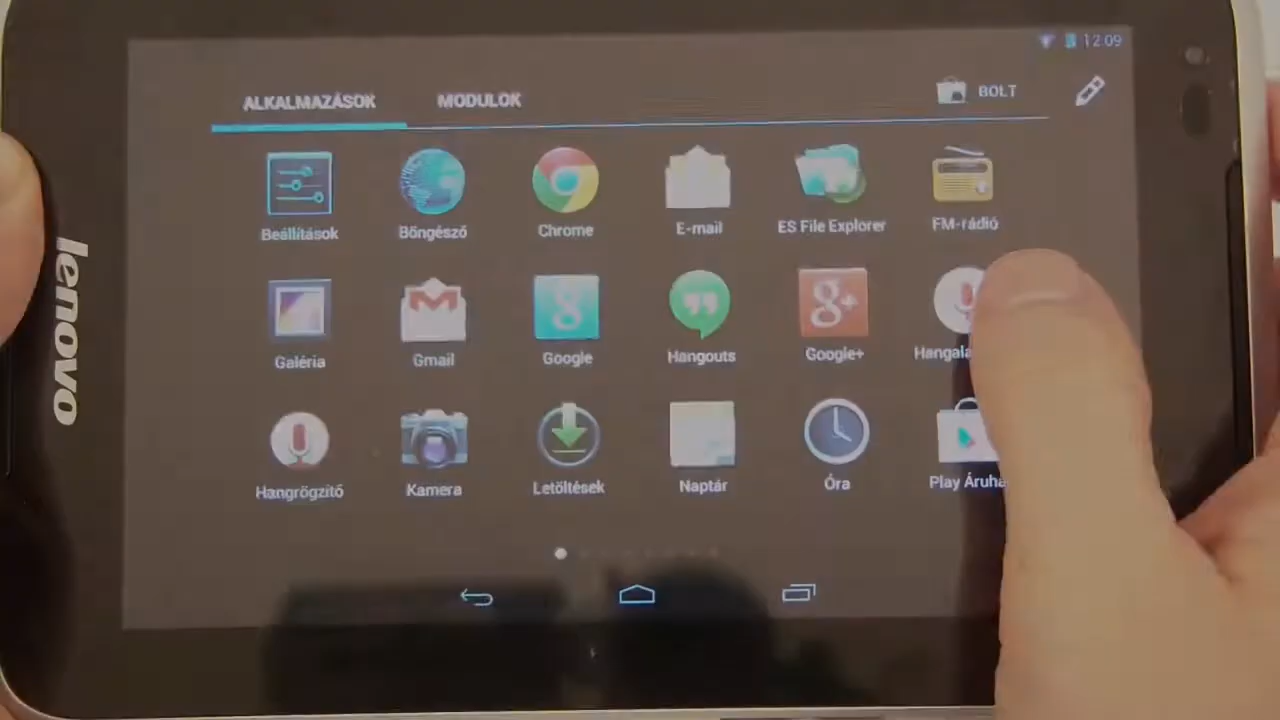 12.09
ALKALMAZÁSOK MODULOK BOLT
Beállítások Böngésző Chrome E-mail ES File Explorer FM-rádió
Galéria Gmail Google Hangouts Google+
Hangrögzítő Kamera Letöltések Naptár Óra Play
lenovo